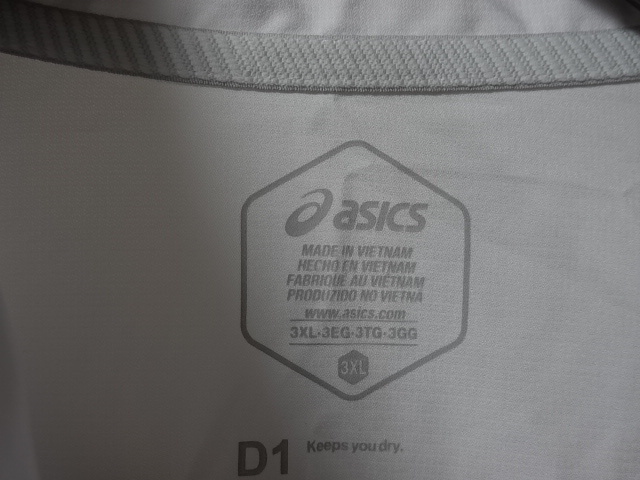 asics
MADE IN VIETNAM
HECHO EN VIETNAM
FABRIQUÉ AU VIETNAM
PRODUZIDO NO VIETNA
www.asics.com
3XL·3EG·3TG·3GG
3XL
D1 Keeps you dry.